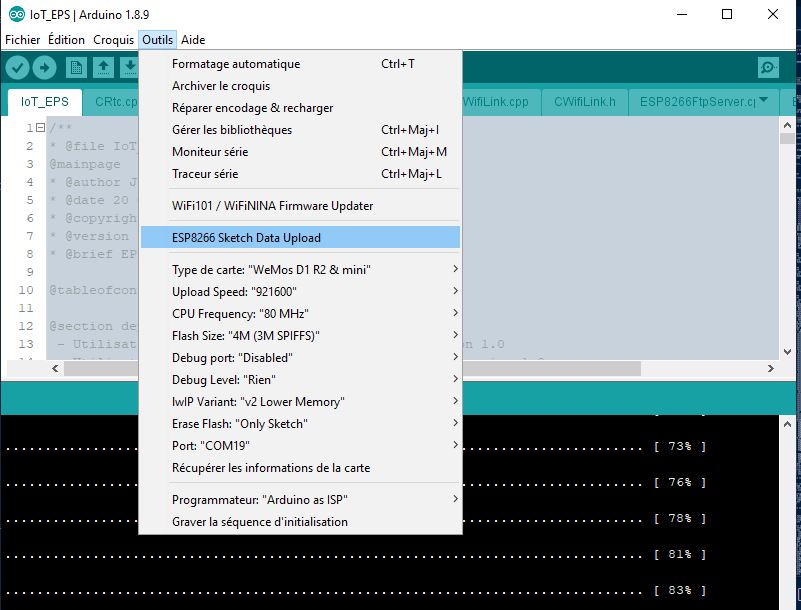 IoT_EPS | Arduino 1.8.9
Fichier Édition Croquis Outils Aide
IoT_EPS CRtc.cp WifiLink.cpp CWifiLink.h ESP8266FtpServer.cp
Formatage automatique Ctrl+T
Archiver le croquis
Réparer encodage & recharger
Gérer les bibliothèques Ctrl+Maj+I
Moniteur série Ctrl+Maj+M
Traceur série Ctrl+Maj+L
WiFi101 / WiFiNINA Firmware Updater
ESP8266 Sketch Data Upload
Type de carte: "WeMos D1 R2 & mini"
Upload Speed: "921600"
CPU Frequency: "80 MHz"
Flash Size: "4M (3M SPIFFS)"
Debug port: "Disabled"
Debug Level: "Rien"
lwIP Variant: "v2 Lower Memory"
Erase Flash: "Only Sketch"
Port: "COM19"
Récupérer les informations de la carte
Programmateur: "Arduino as ISP"
Graver la séquence d'initialisation
1 /**
2 * @file IoT_
3 @mainpage
4 * @author J
5 * @date 20
6 * @copyrigh
7 * @version
8 * @brief EP
9
10 @tableofcon
11
12 @section de
13 - Utilisat on 1.0
................................................................ [ 73% ]
................................................................ [ 76% ]
................................................................ [ 78% ]
................................................................ [ 81% ]
................................................................ [ 83% ]